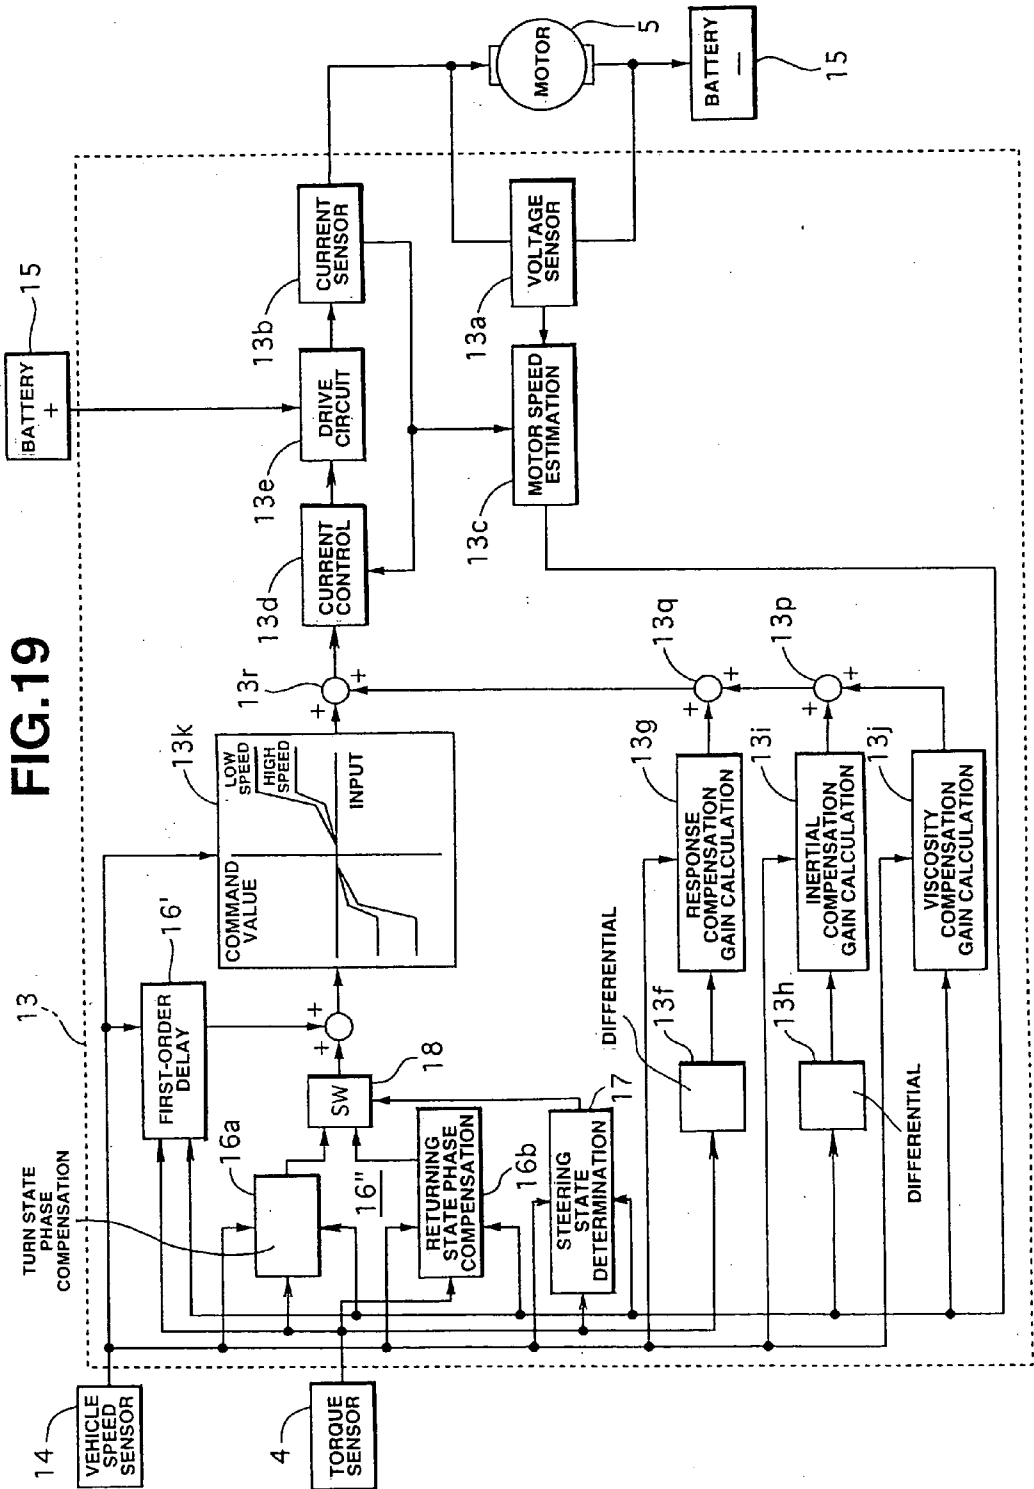 FIG.19
13
TURN STATE
PHASE
COMPENSATION
14
VEHICLE
SPEED
SENSOR
4
TORQUE
SENSOR
16a
FIRST-ORDER
DELAY
16'
16"
RETURNING
STATE PHASE
COMPENSATION
16b
SW
18
STEERING
STATE
DETERMINATION
17
+
+
COMMAND
VALUE
LOW
SPEED
HIGH
SPEED
INPUT
13k
13r
+
+
CURRENT
CONTROL
13d
DRIVE
CIRCUIT
13e
CURRENT
SENSOR
13b
BATTERY
+
15
MOTOR
5
BATTERY
−
15
VOLTAGE
SENSOR
13a
MOTOR SPEED
ESTIMATION
13c
DIFFERENTIAL
13f
RESPONSE
COMPENSATION
GAIN CALCULATION
13g
13q
+
+
DIFFERENTIAL
13h
INERTIAL
COMPENSATION
GAIN CALCULATION
13i
13p
+
+
VISCOSITY
COMPENSATION
GAIN CALCULATION
13j